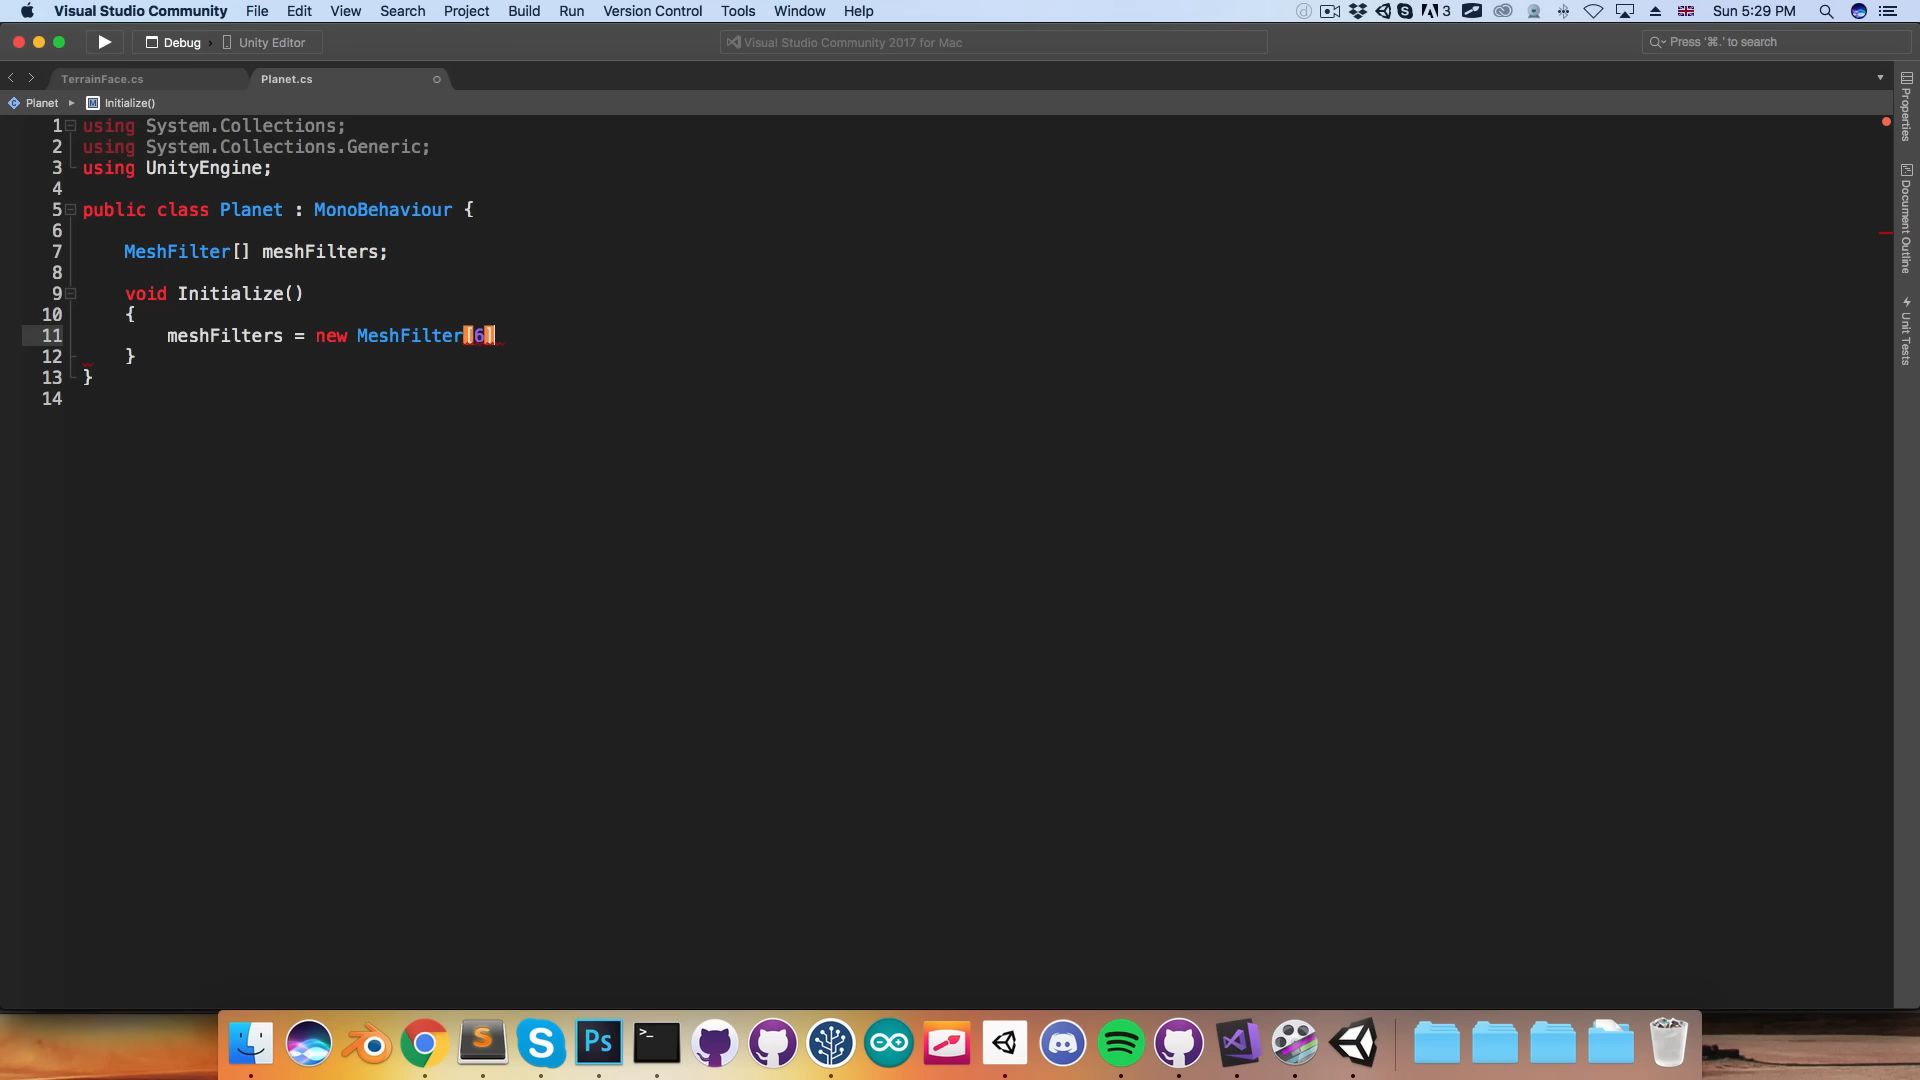 Visual Studio Community File Edit View Search Project Build Run Version Control Tools Window Help 3 Sun 5:29 PM
Debug › Unity Editor Visual Studio Community 2017 for Mac Press '⌘.' to search
TerrainFace.cs Planet.cs
Planet ▸ M Initialize()
1 using System.Collections;
2 using System.Collections.Generic;
3 using UnityEngine;
4
5 public class Planet : MonoBehaviour {
6
7 MeshFilter[] meshFilters;
8
9 void Initialize()
10 {
11 meshFilters = new MeshFilter[6]
12 }
13 }
14
Properties
Document Outline
Unit Tests
S S Ps >_